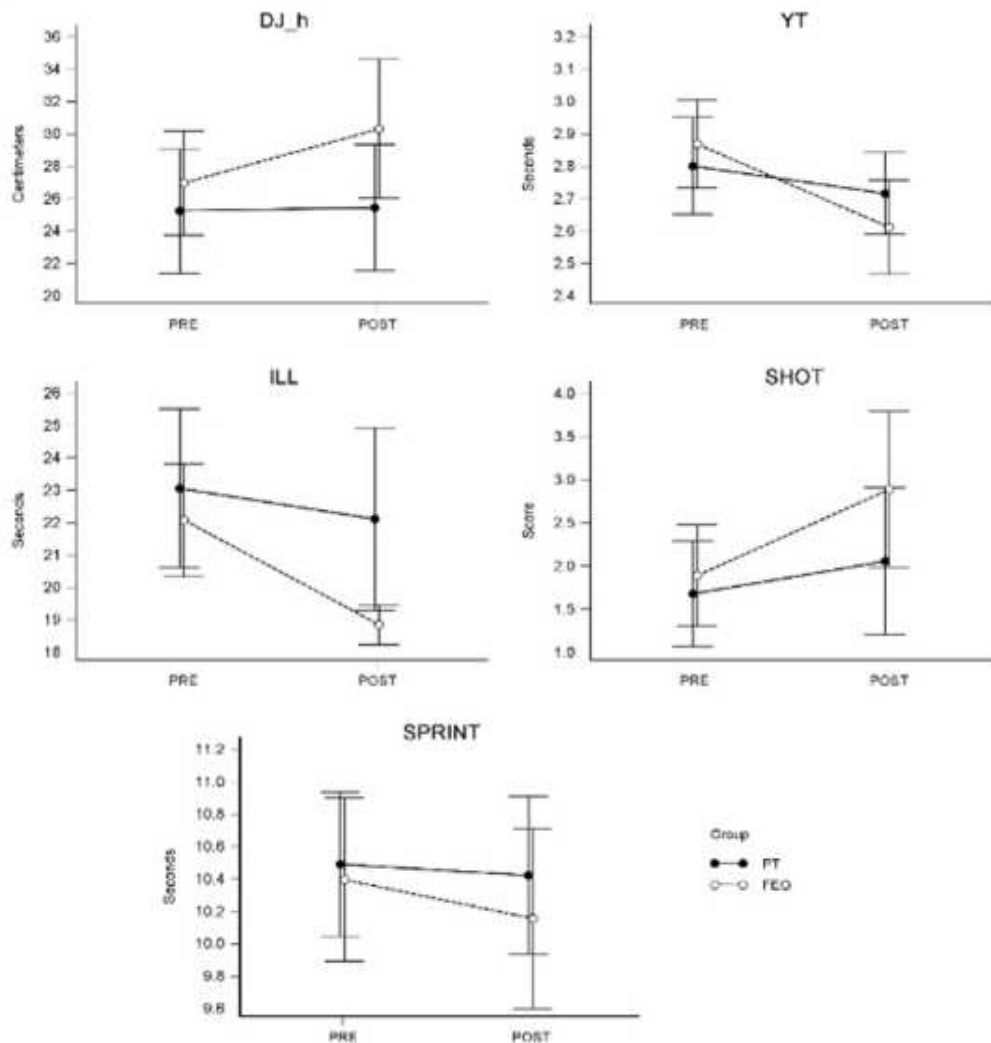 DJ_h
Centimeters
36
34
32
30
28
26
24
22
20
PRE POST
YT
Seconds
3.2
3.1
3.0
2.9
2.8
2.7
2.6
2.5
2.4
PRE POST
ILL
Seconds
26
25
24
23
22
21
20
19
18
PRE POST
SHOT
Score
4.0
3.5
3.0
2.5
2.0
1.5
1.0
PRE POST
SPRINT
Seconds
11.2
11.0
10.8
10.6
10.4
10.2
10.0
9.8
9.6
PRE POST
Group
PT
FEO